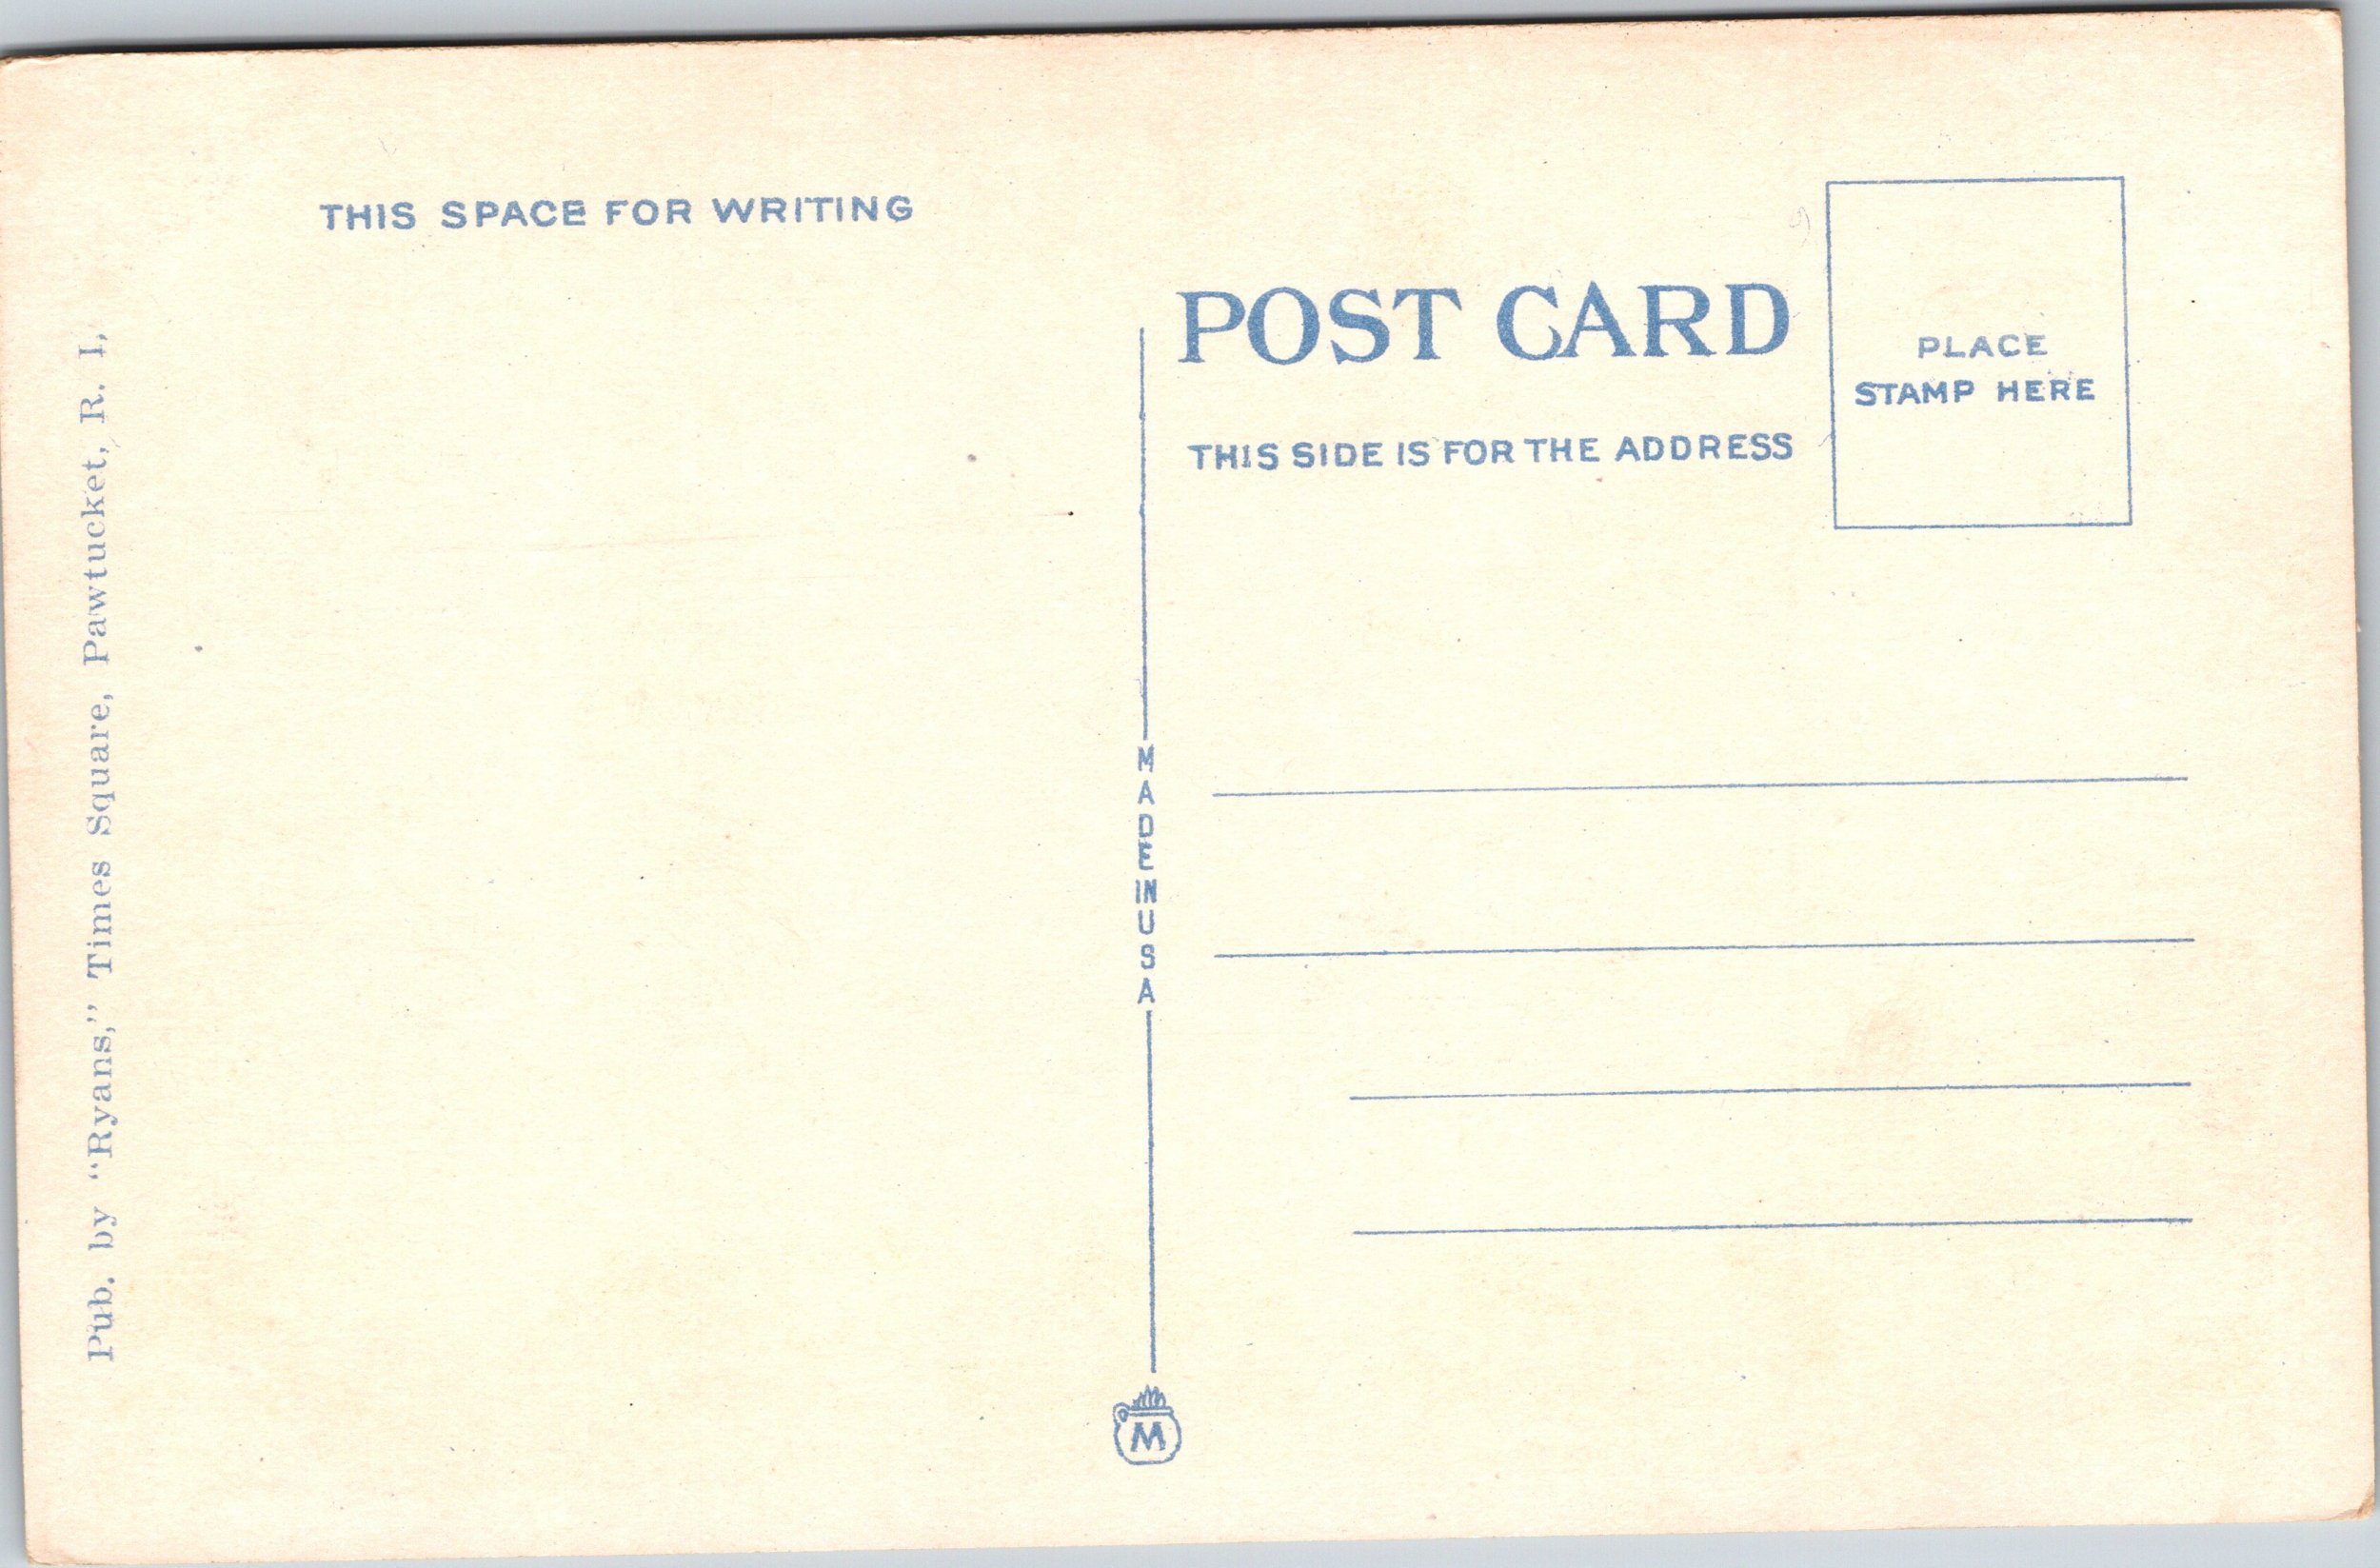 THIS SPACE FOR WRITING
POST CARD
THIS SIDE IS FOR THE ADDRESS
PLACE
STAMP HERE
Pub. by "Ryans," Times Square, Pawtucket, R. I,
MADE IN USA
M